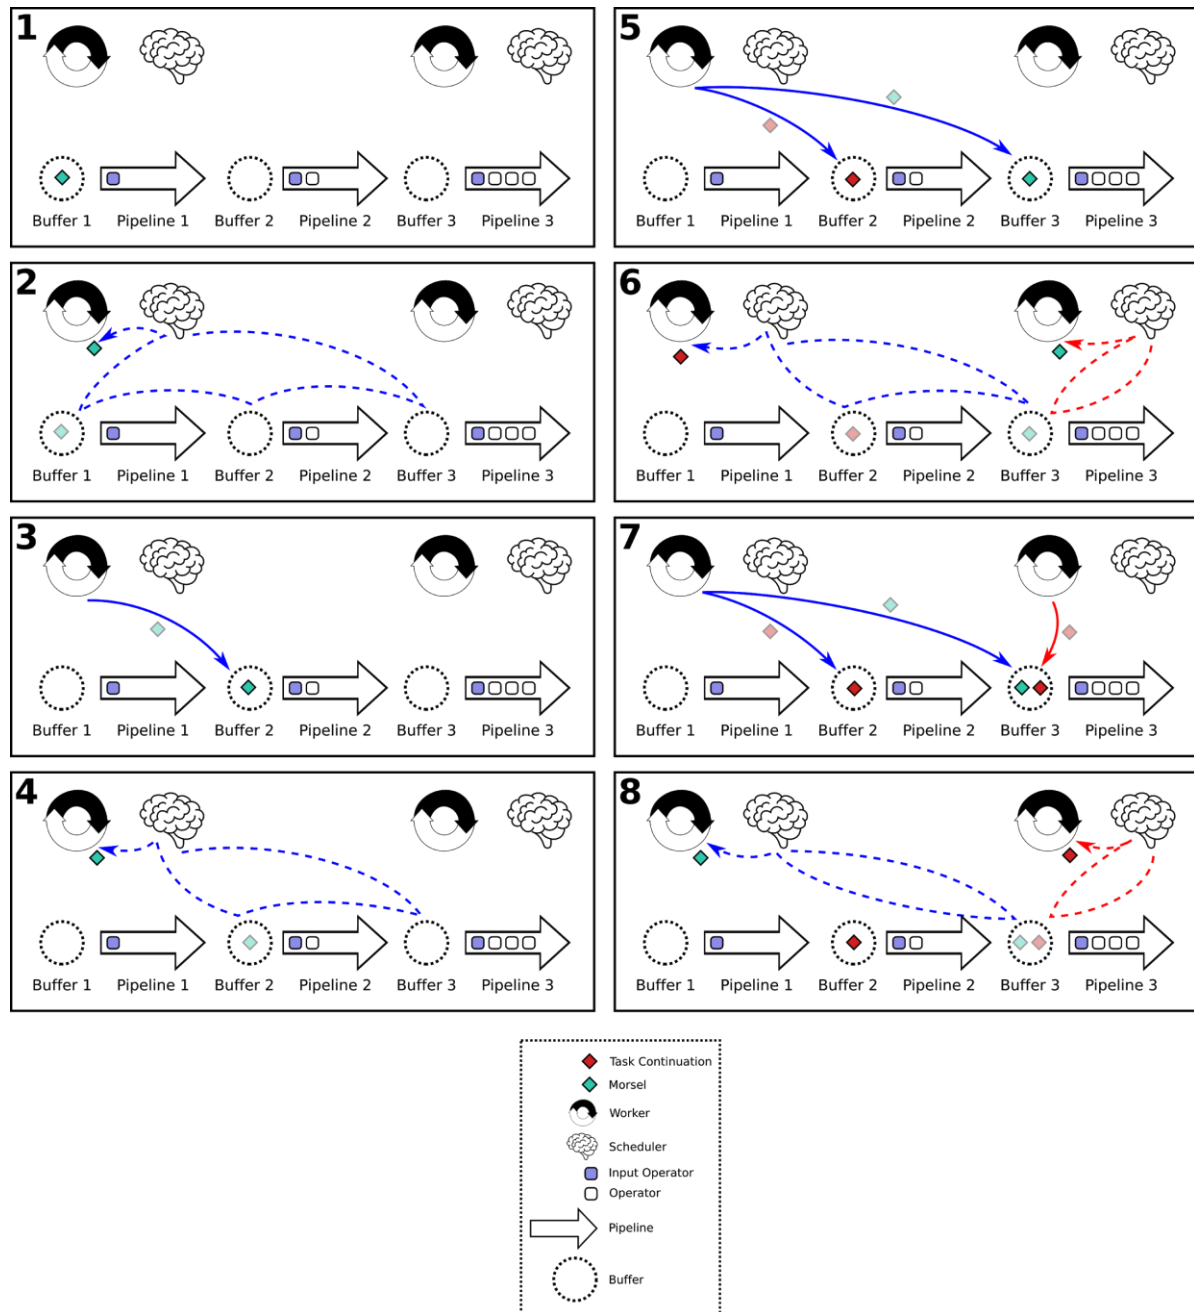 1
Buffer 1 Pipeline 1 Buffer 2 Pipeline 2 Buffer 3 Pipeline 3
2
Buffer 1 Pipeline 1 Buffer 2 Pipeline 2 Buffer 3 Pipeline 3
3
Buffer 1 Pipeline 1 Buffer 2 Pipeline 2 Buffer 3 Pipeline 3
4
Buffer 1 Pipeline 1 Buffer 2 Pipeline 2 Buffer 3 Pipeline 3
5
Buffer 1 Pipeline 1 Buffer 2 Pipeline 2 Buffer 3 Pipeline 3
6
Buffer 1 Pipeline 1 Buffer 2 Pipeline 2 Buffer 3 Pipeline 3
7
Buffer 1 Pipeline 1 Buffer 2 Pipeline 2 Buffer 3 Pipeline 3
8
Buffer 1 Pipeline 1 Buffer 2 Pipeline 2 Buffer 3 Pipeline 3
Task Continuation
Morsel
Worker
Scheduler
Input Operator
Operator
Pipeline
Buffer